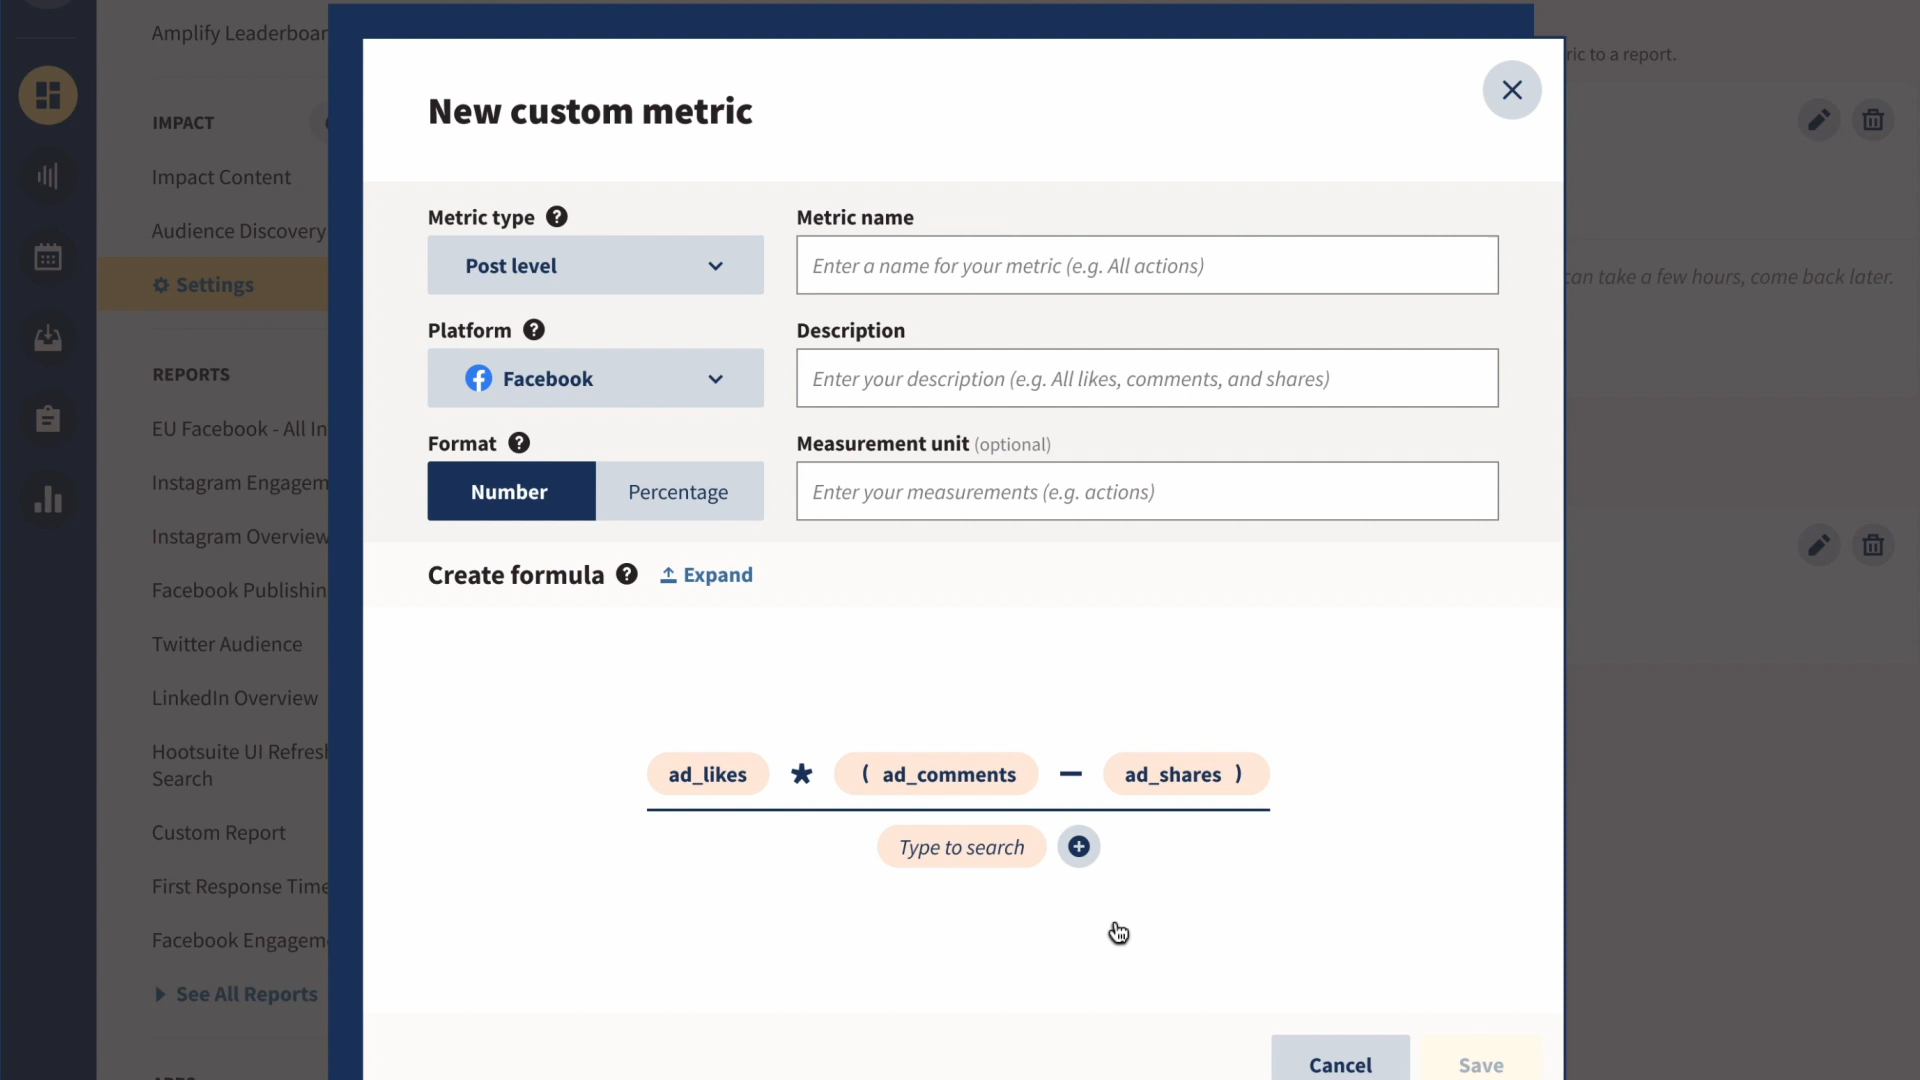 Amplify Leaderboar
IMPACT
Impact Content
Audience Discovery
Settings
REPORTS
EU Facebook - All In
Instagram Engagem
Instagram Overview
Facebook Publishin
Twitter Audience
LinkedIn Overview
Hootsuite UI Refresh
Search
Custom Report
First Response Time
Facebook Engagem
See All Reports
New custom metric
Metric type ?
Post level
Metric name
Enter a name for your metric (e.g. All actions)
Platform ?
Facebook
Description
Enter your description (e.g. All likes, comments, and shares)
Format ?
Number Percentage
Measurement unit (optional)
Enter your measurements (e.g. actions)
Create formula ? Expand
ad_likes * ( ad_comments − ad_shares )
Type to search
Cancel Save
ric to a report.
can take a few hours, come back later.